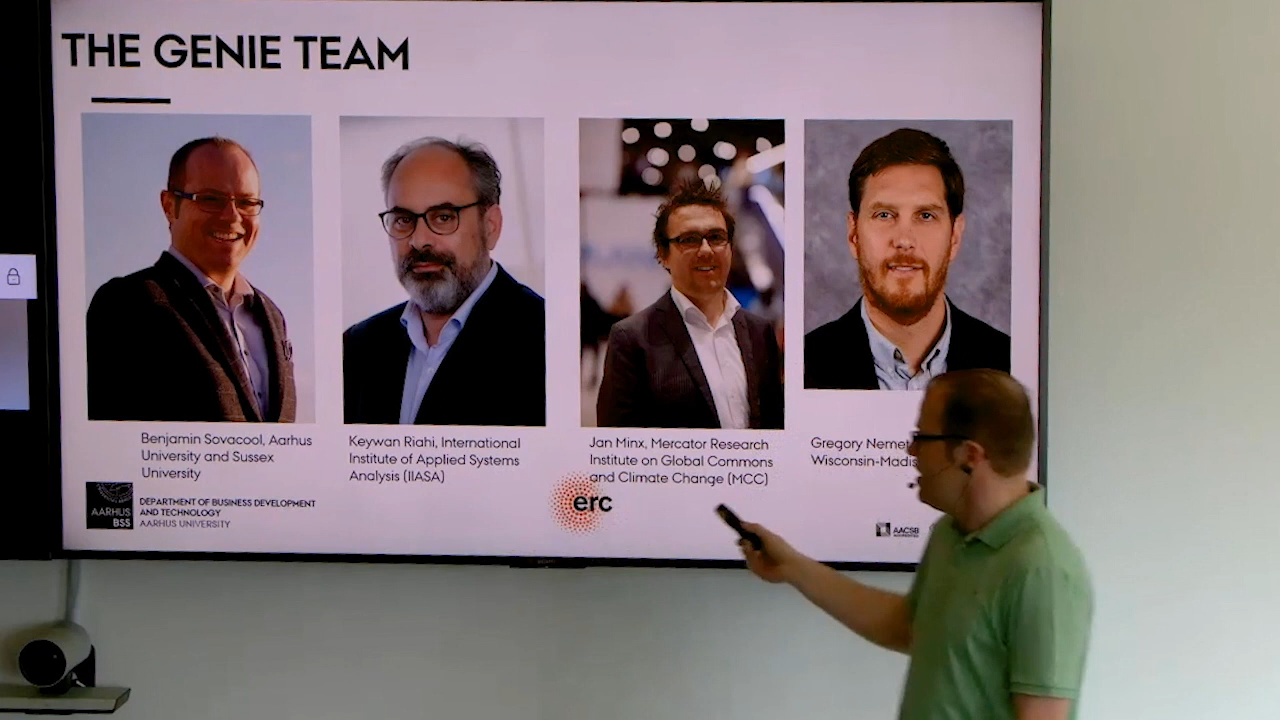 THE GENIE TEAM
Benjamin Sovacool, Aarhus
University and Sussex
University
Keywan Riahi, International
Institute of Applied Systems
Analysis (IIASA)
Jan Minx, Mercator Research
Institute on Global Commons
and Climate Change (MCC)
Gregory
Wisconsin-
AARHUS
BSS
DEPARTMENT OF BUSINESS DEVELOPMENT
AND TECHNOLOGY
AARHUS UNIVERSITY
erc
AACSB
ACCREDITED